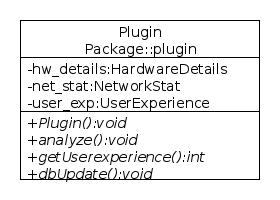 Plugin
Package::plugin
-hw_details:HardwareDetails
-net_stat:NetworkStat
-user_exp:UserExperience
+Plugin():void
+analyze():void
+getUserexperience():int
+dbUpdate():void